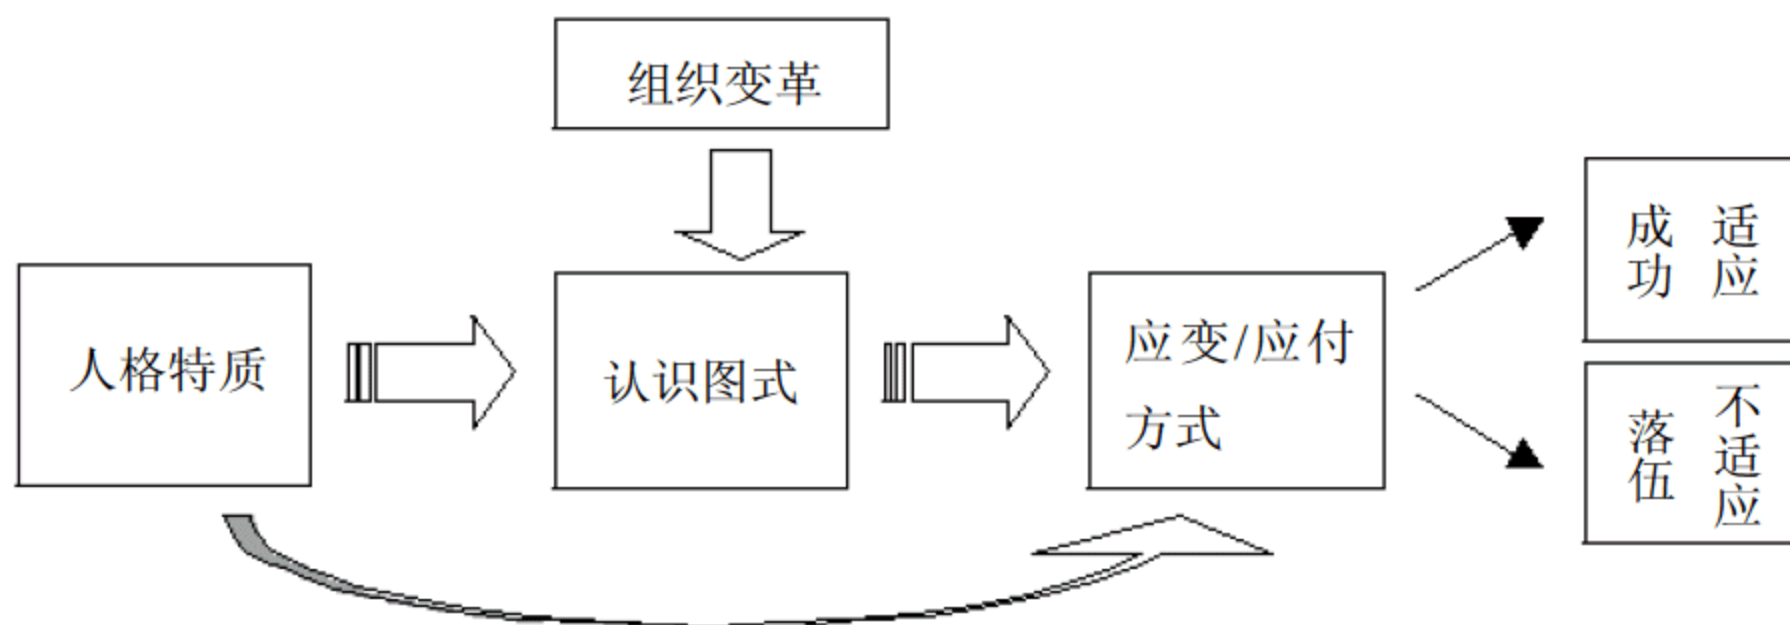 组织变革
人格特质
认识图式
应变/应付
方式
适应
成功
不适应
落伍